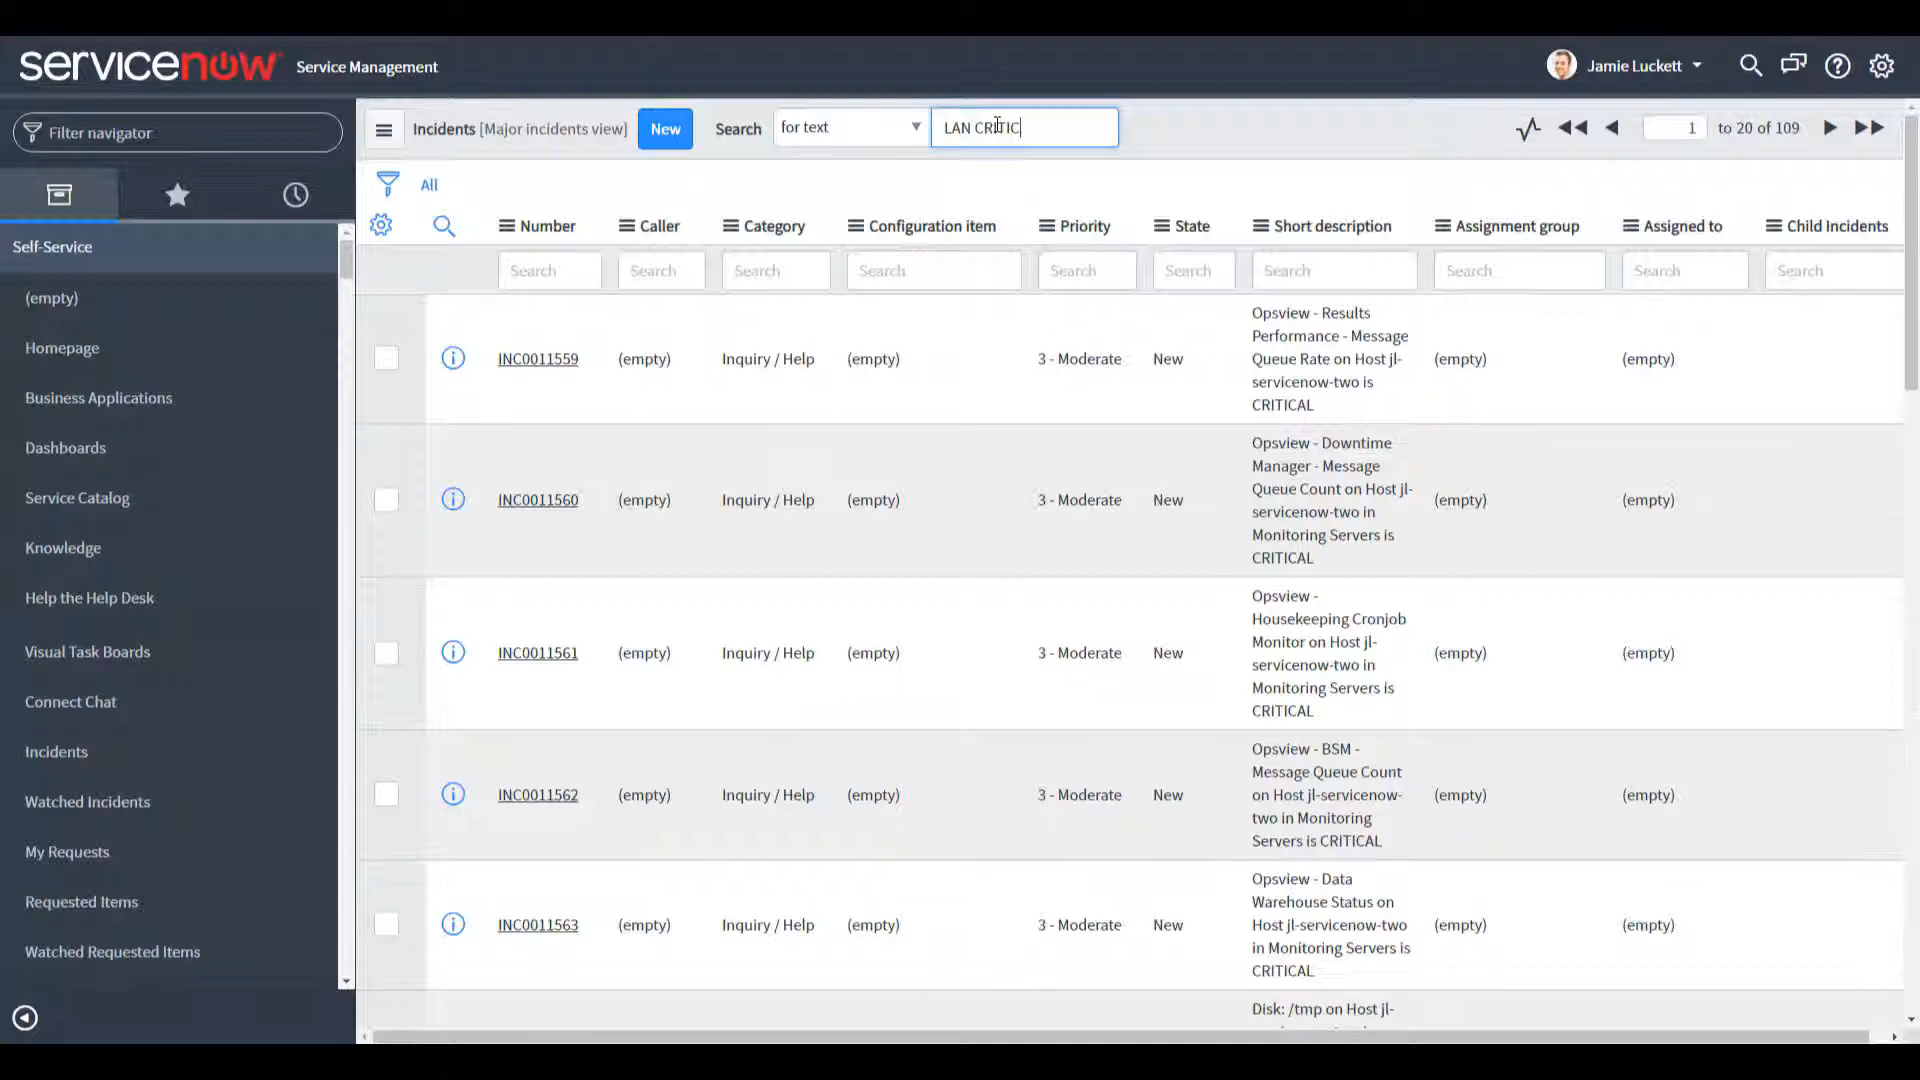 servicenow Service Management
Jamie Luckett
Filter navigator
Incidents [Major incidents view] New Search for text LAN CRITIC 1 to 20 of 109
All
Number Caller Category Configuration item Priority State Short description Assignment group Assigned to Child Incidents
Search Search Search Search Search Search Search Search Search Search
Self-Service
(empty)
Homepage
Business Applications
Dashboards
Service Catalog
Knowledge
Help the Help Desk
Visual Task Boards
Connect Chat
Incidents
Watched Incidents
My Requests
Requested Items
Watched Requested Items
INC0011559 (empty) Inquiry / Help (empty) 3 - Moderate New
Opsview - Results
Performance - Message
Queue Rate on Host jl-
servicenow-two is
CRITICAL
(empty) (empty)
INC0011560 (empty) Inquiry / Help (empty) 3 - Moderate New
Opsview - Downtime
Manager - Message
Queue Count on Host jl-
servicenow-two in
Monitoring Servers is
CRITICAL
(empty) (empty)
INC0011561 (empty) Inquiry / Help (empty) 3 - Moderate New
Opsview -
Housekeeping Cronjob
Monitor on Host jl-
servicenow-two in
Monitoring Servers is
CRITICAL
(empty) (empty)
INC0011562 (empty) Inquiry / Help (empty) 3 - Moderate New
Opsview - BSM -
Message Queue Count
on Host jl-servicenow-
two in Monitoring
Servers is CRITICAL
(empty) (empty)
INC0011563 (empty) Inquiry / Help (empty) 3 - Moderate New
Opsview - Data
Warehouse Status on
Host jl-servicenow-two
in Monitoring Servers is
CRITICAL
(empty) (empty)
Disk: /tmp on Host jl-